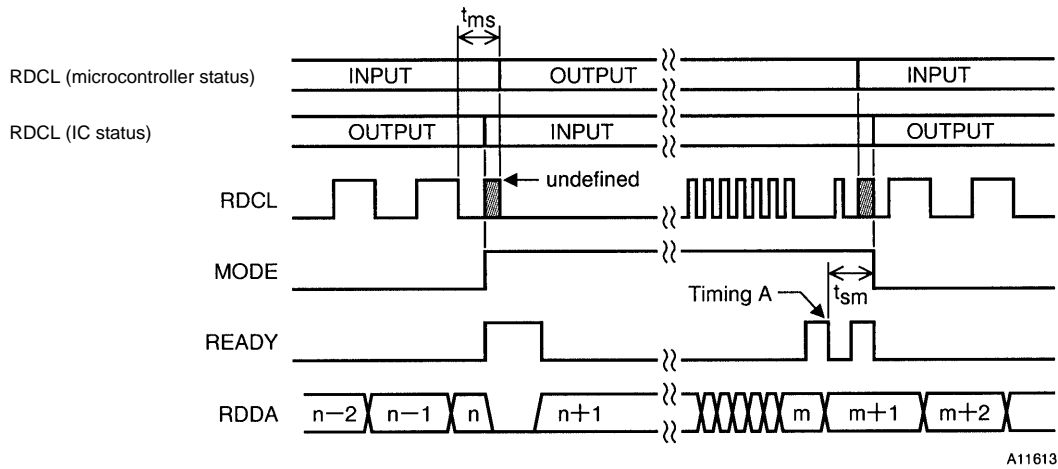 tms
RDCL (microcontroller status) INPUT OUTPUT INPUT
RDCL (IC status) OUTPUT INPUT OUTPUT
undefined
RDCL
MODE
Timing A tsm
READY
RDDA n−2 n−1 n n+1 m m+1 m+2
A11613